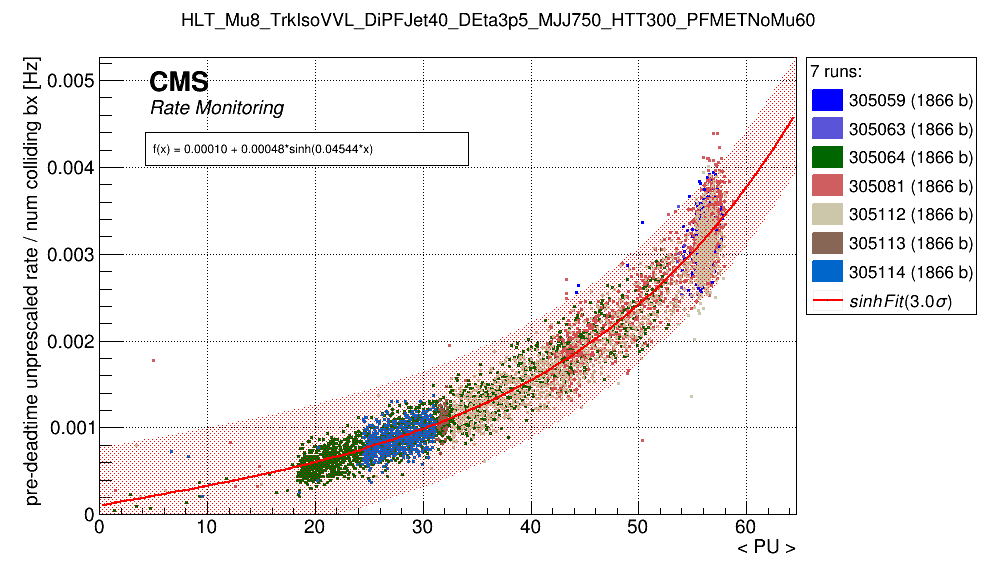 HLT_Mu8_TrkIsoVVL_DiPFJet40_DEta3p5_MJJ750_HTT300_PFMETNoMu60
pre-deadtime unprescaled rate / num colliding bx [Hz]
0.005
0.004
0.003
0.002
0.001
0
CMS
Rate Monitoring
f(x) = 0.00010 + 0.00048*sinh(0.04544*x)
0 10 20 30 40 50 60
< PU >
7 runs:
305059 (1866 b)
305063 (1866 b)
305064 (1866 b)
305081 (1866 b)
305112 (1866 b)
305113 (1866 b)
305114 (1866 b)
sinhFit(3.0σ)